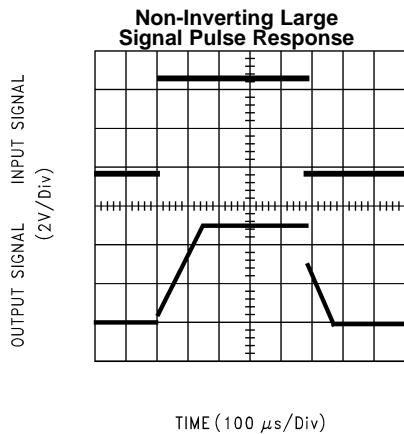 Non-Inverting Large
Signal Pulse Response
INPUT SIGNAL
OUTPUT SIGNAL
(2V/Div)
TIME (100 μs/Div)